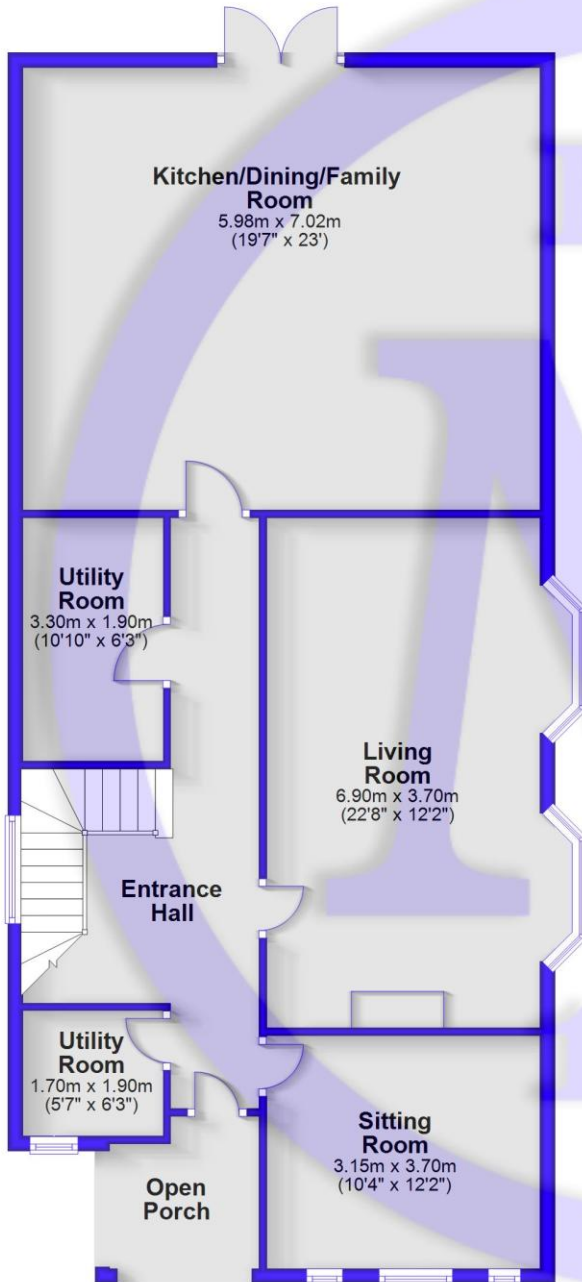 Kitchen/Dining/Family
Room
5.98m x 7.02m
(19'7" x 23')
Utility
Room
3.30m x 1.90m
(10'10" x 6'3")
Living
Room
6.90m x 3.70m
(22'8" x 12'2")
Entrance
Hall
Utility
Room
1.70m x 1.90m
(5'7" x 6'3")
Sitting
Room
3.15m x 3.70m
(10'4" x 12'2")
Open
Porch